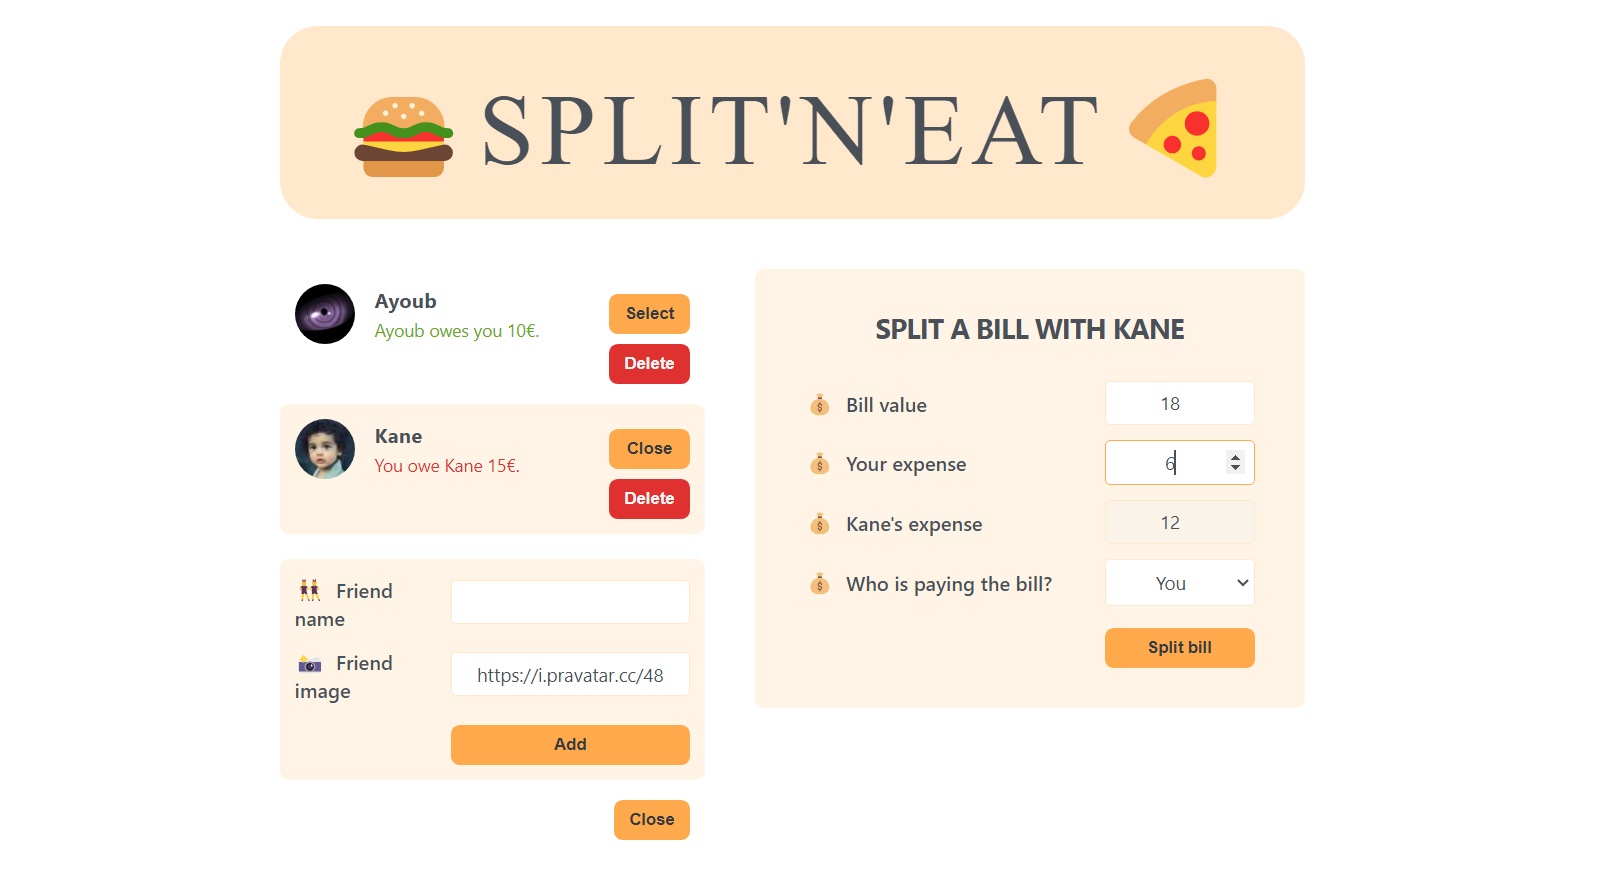 SPLIT'N'EAT
Ayoub
Ayoub owes you 10€.
Select
Delete
Kane
You owe Kane 15€.
Close
Delete
Friend
name
Friend
image
https://i.pravatar.cc/48
Add
Close
SPLIT A BILL WITH KANE
Bill value
18
Your expense
6
Kane's expense
12
Who is paying the bill?
You
Split bill